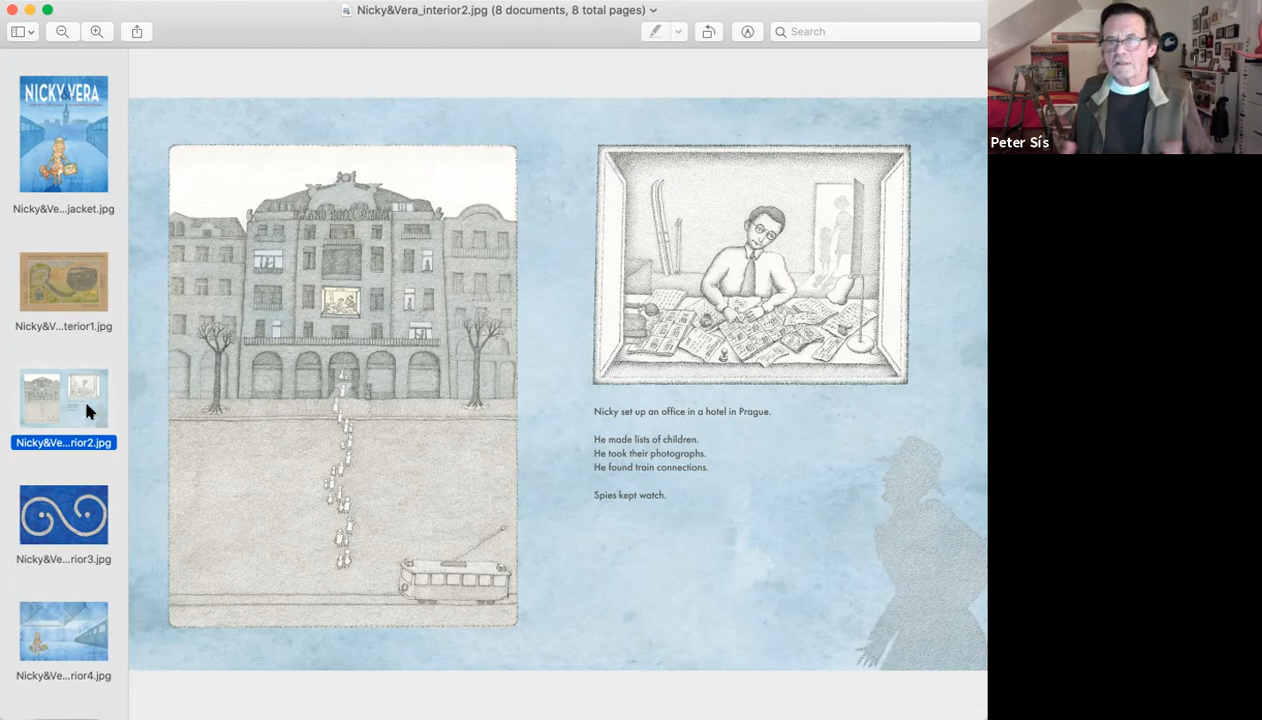 Nicky&Vera_interior2.jpg (8 documents, 8 total pages)
Search
NICKY & VERA
Nicky&Ve...jacket.jpg
Nicky&V...terior1.jpg
Nicky&Ve...rior2.jpg
Nicky&Ve...rior3.jpg
Nicky&Ve...rior4.jpg
Nicky set up an office in a hotel in Prague.
He made lists of children.
He took their photographs.
He found train connections.
Spies kept watch.
Peter Sís